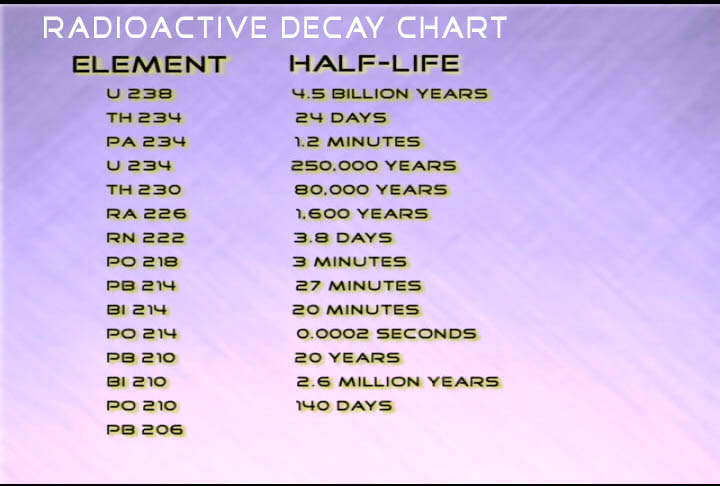 RADIOACTIVE DECAY CHART
ELEMENT HALF-LIFE
U 238 4.5 BILLION YEARS
TH 234 24 DAYS
PA 234 1.2 MINUTES
U 234 250,000 YEARS
TH 230 80,000 YEARS
RA 226 1,600 YEARS
RN 222 3.8 DAYS
PO 218 3 MINUTES
PB 214 27 MINUTES
BI 214 20 MINUTES
PO 214 0.0002 SECONDS
PB 210 20 YEARS
BI 210 2.6 MILLION YEARS
PO 210 140 DAYS
PB 206